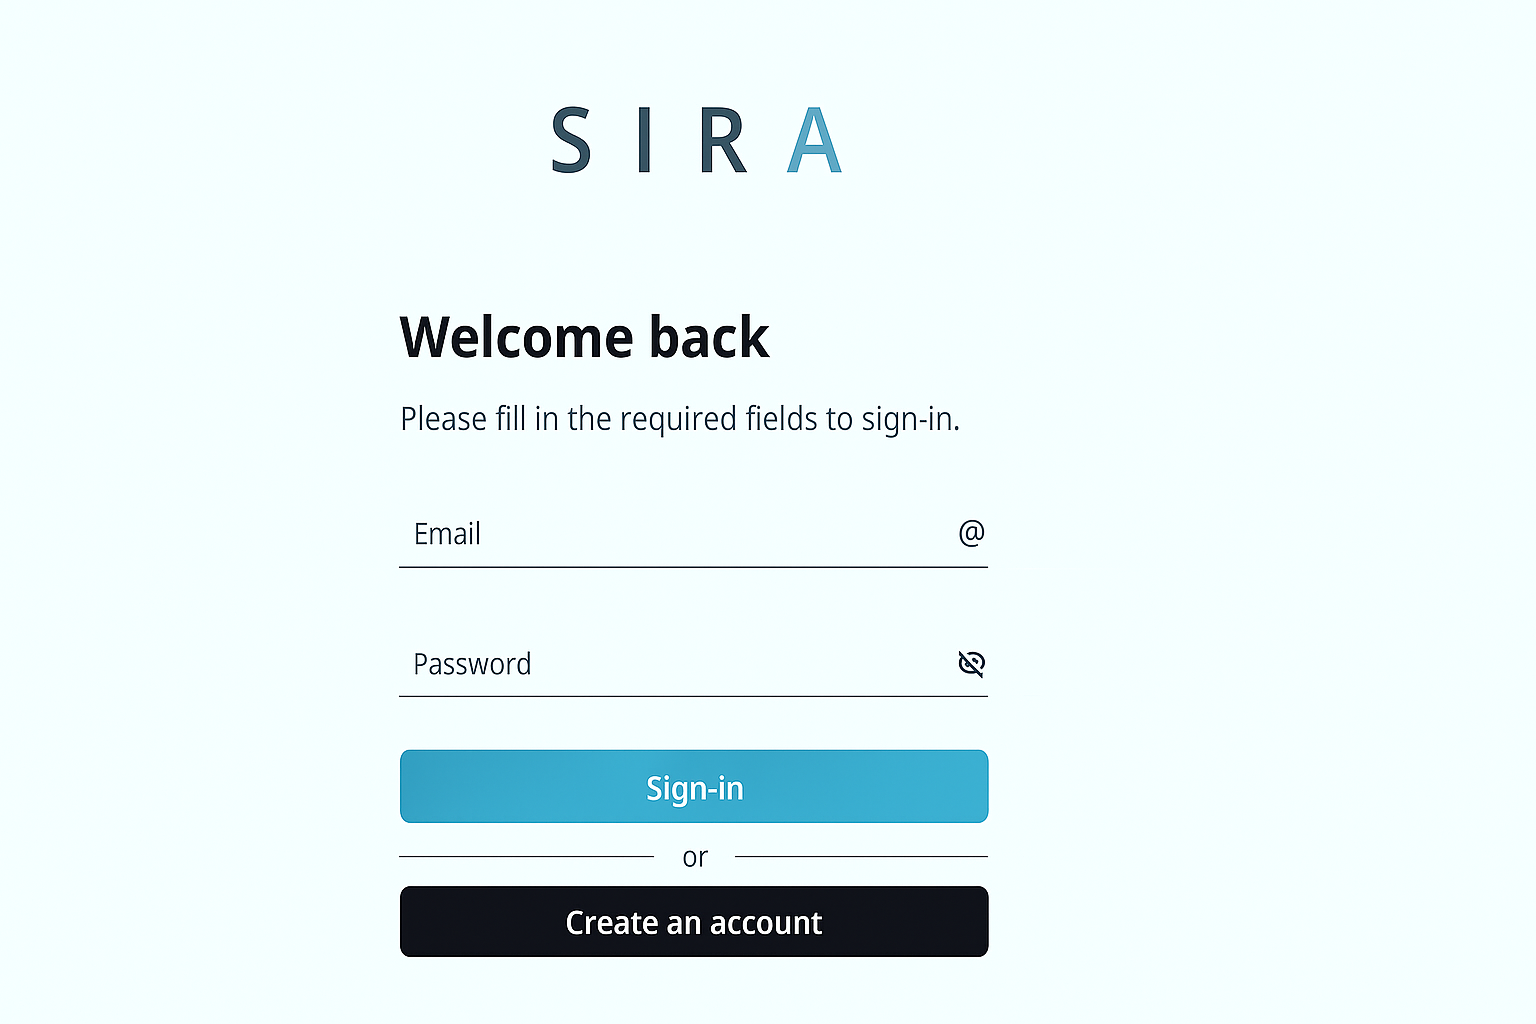 SIRA
Welcome back
Please fill in the required fields to sign-in.
Email @
Password
Sign-in
or
Create an account